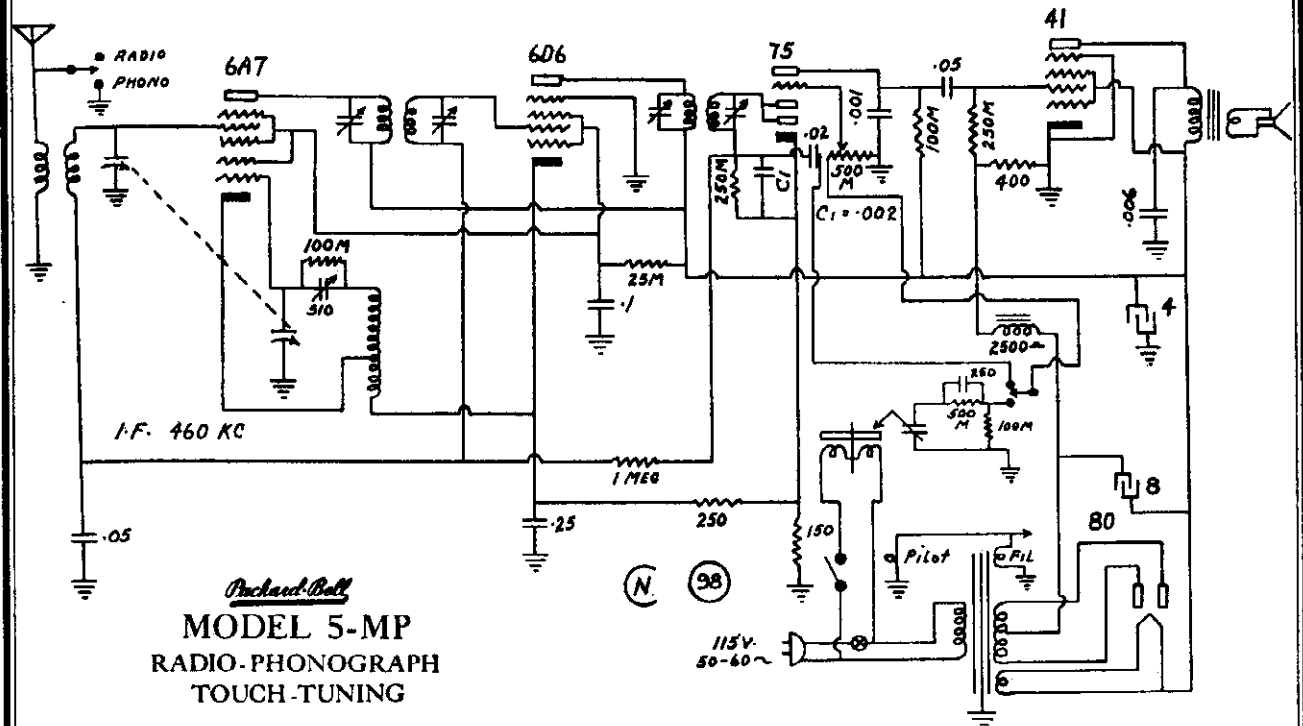 41
RADIO
PHONO
6A7
6D6
75
.05
.001
.02
100M
250M
500 M
250M
C1
C1 = .002
400
.006
100M
310
25M
.1
4
2500
250
500 M
100M
I.F. 460 KC
1 MEG
8
.05
.25
250
150
80
Pilot
FIL
N
98
Packard-Bell
MODEL 5-MP
RADIO-PHONOGRAPH
TOUCH-TUNING
115V.
50-60~